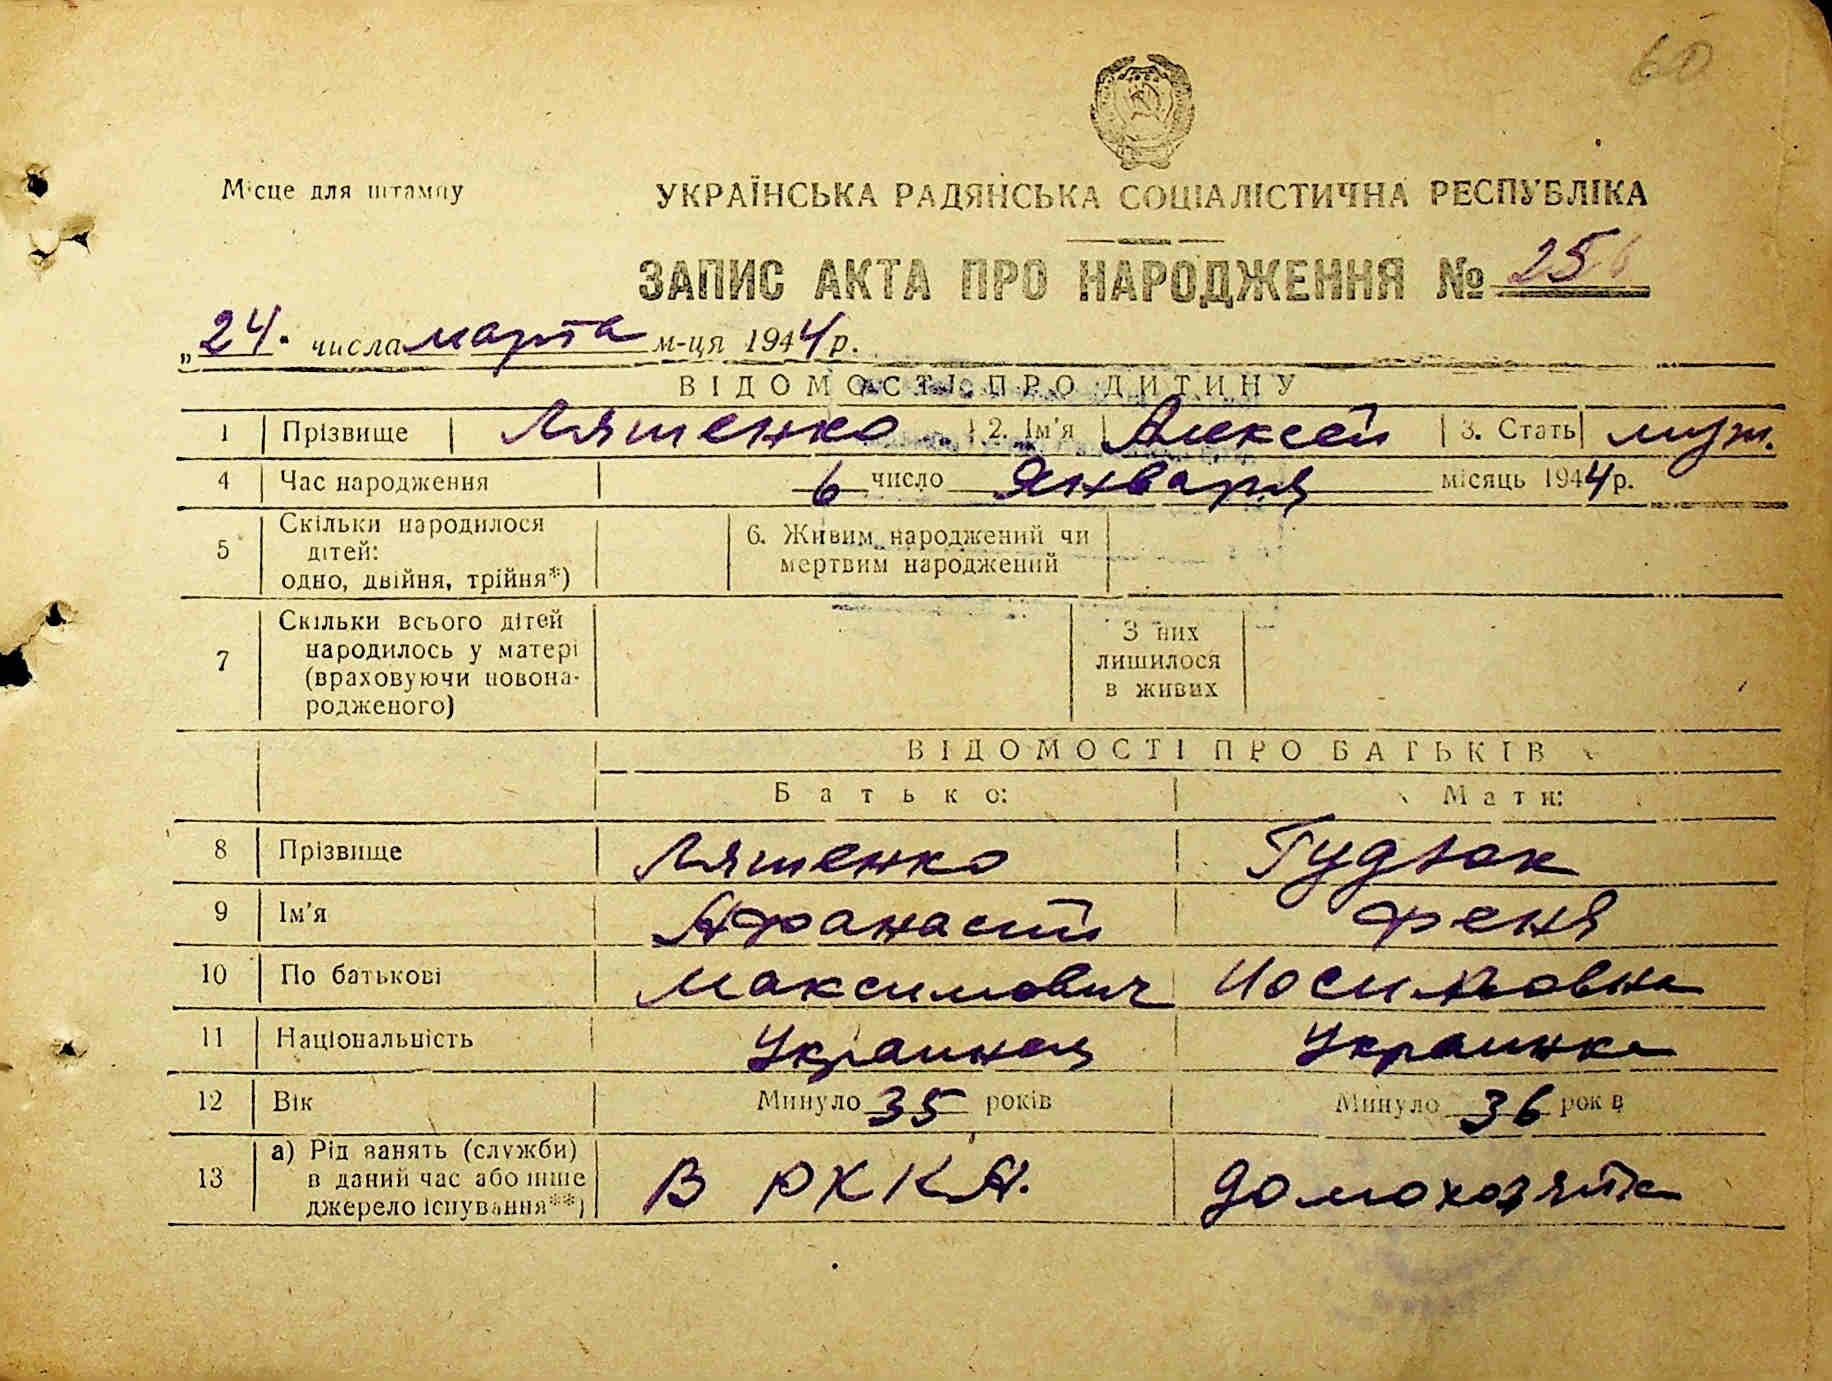 60
Місце для штампу
УКРАЇНСЬКА РАДЯНСЬКА СОЦІАЛІСТИЧНА РЕСПУБЛІКА
ЗАПИС АКТА ПРО НАРОДЖЕННЯ № 256
„24" числа марта м-ця 1944 р.
ВІДОМОСТІ ПРО ДИТИНУ
1 Прізвище Ляшенко 2. Ім'я Алексей 3. Стать муж.
4 Час народження 6 число января місяць 1944 р.
5 Скільки народилося
дітей:
одно, двійня, трійня*)
6. Живим народжений чи
мертвим народжений
7 Скільки всього дітей
народилось у матері
(враховуючи новона-
родженого)
З них
лишилося
в живих
ВІДОМОСТІ ПРО БАТЬКІВ
Батько: Мати:
8 Прізвище Ляшенко Гудзюк
9 Ім'я Афанасий Феня
10 По батькові Максимович Иосиповна
11 Національність Украинец Украинка
12 Вік Минуло 35 років Минуло 36 років
13 а) Рід занять (служби)
в даний час або інше
джерело існування**)
В РККА. домохозяйка